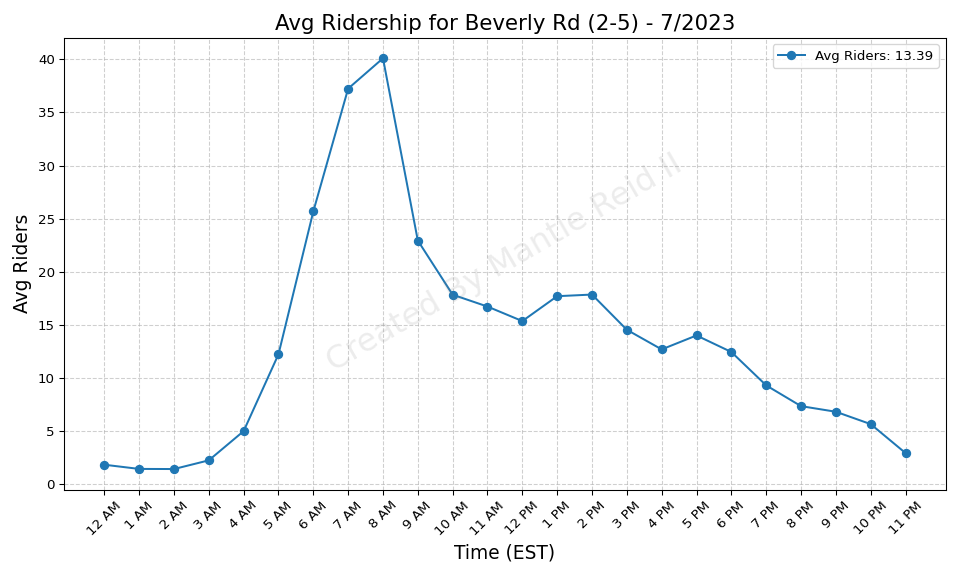 Avg Ridership for Beverly Rd (2-5) - 7/2023
Avg Riders: 13.39
40
35
30
25
20
15
10
5
0
Avg Riders
Created By Mantle Reid II
12 AM
1 AM
2 AM
3 AM
4 AM
5 AM
6 AM
7 AM
8 AM
9 AM
10 AM
11 AM
12 PM
1 PM
2 PM
3 PM
4 PM
5 PM
6 PM
7 PM
8 PM
9 PM
10 PM
11 PM
Time (EST)